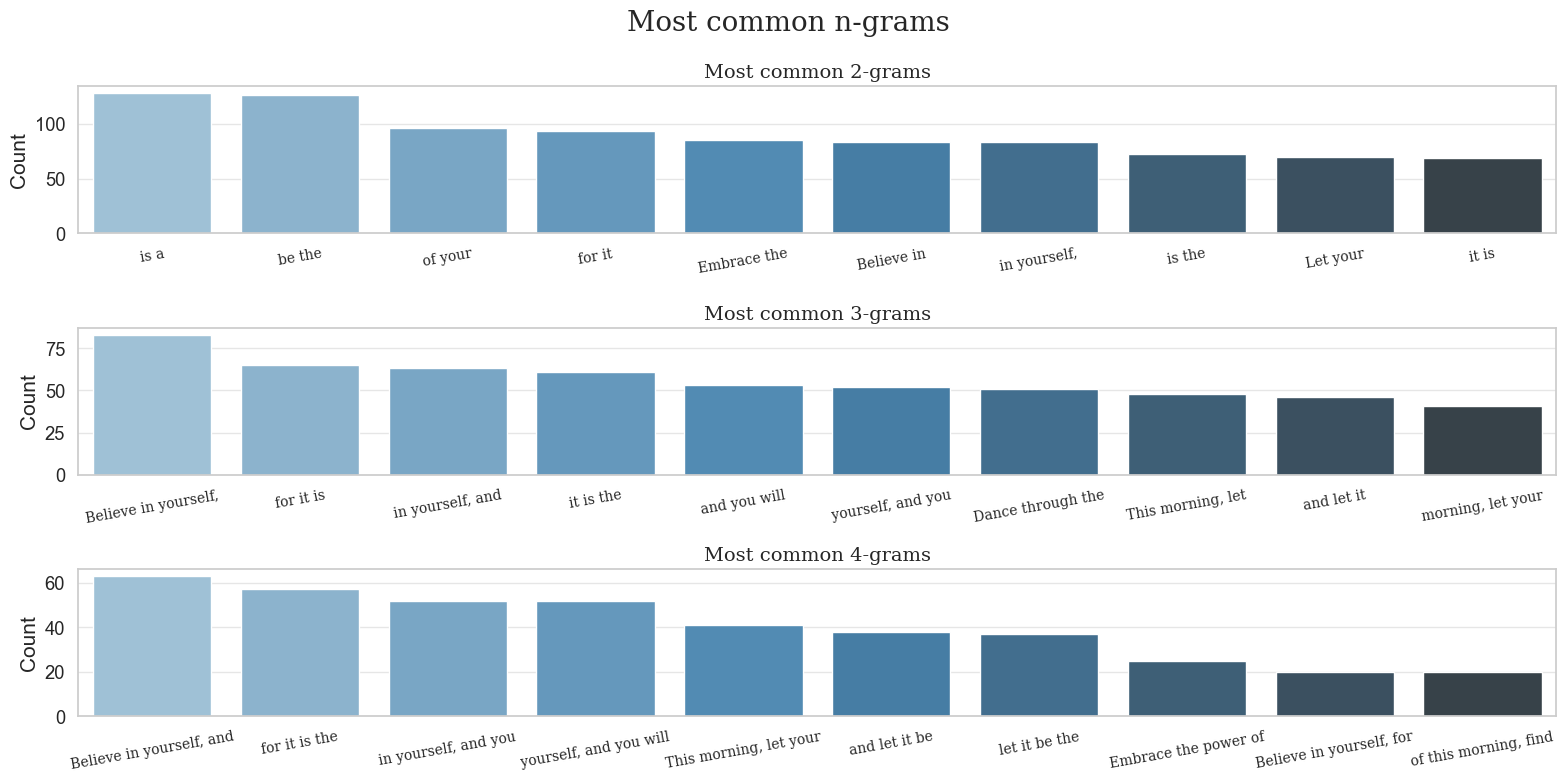 Most common n-grams
Most common 2-grams
Count
100
50
0
is a
be the
of your
for it
Embrace the
Believe in
in yourself,
is the
Let your
it is
Most common 3-grams
Count
75
50
25
0
Believe in yourself,
for it is
in yourself, and
it is the
and you will
yourself, and you
Dance through the
This morning, let
and let it
morning, let your
Most common 4-grams
Count
60
40
20
0
Believe in yourself, and
for it is the
in yourself, and you
yourself, and you will
This morning, let your
and let it be
let it be the
Embrace the power of
Believe in yourself, for
of this morning, find